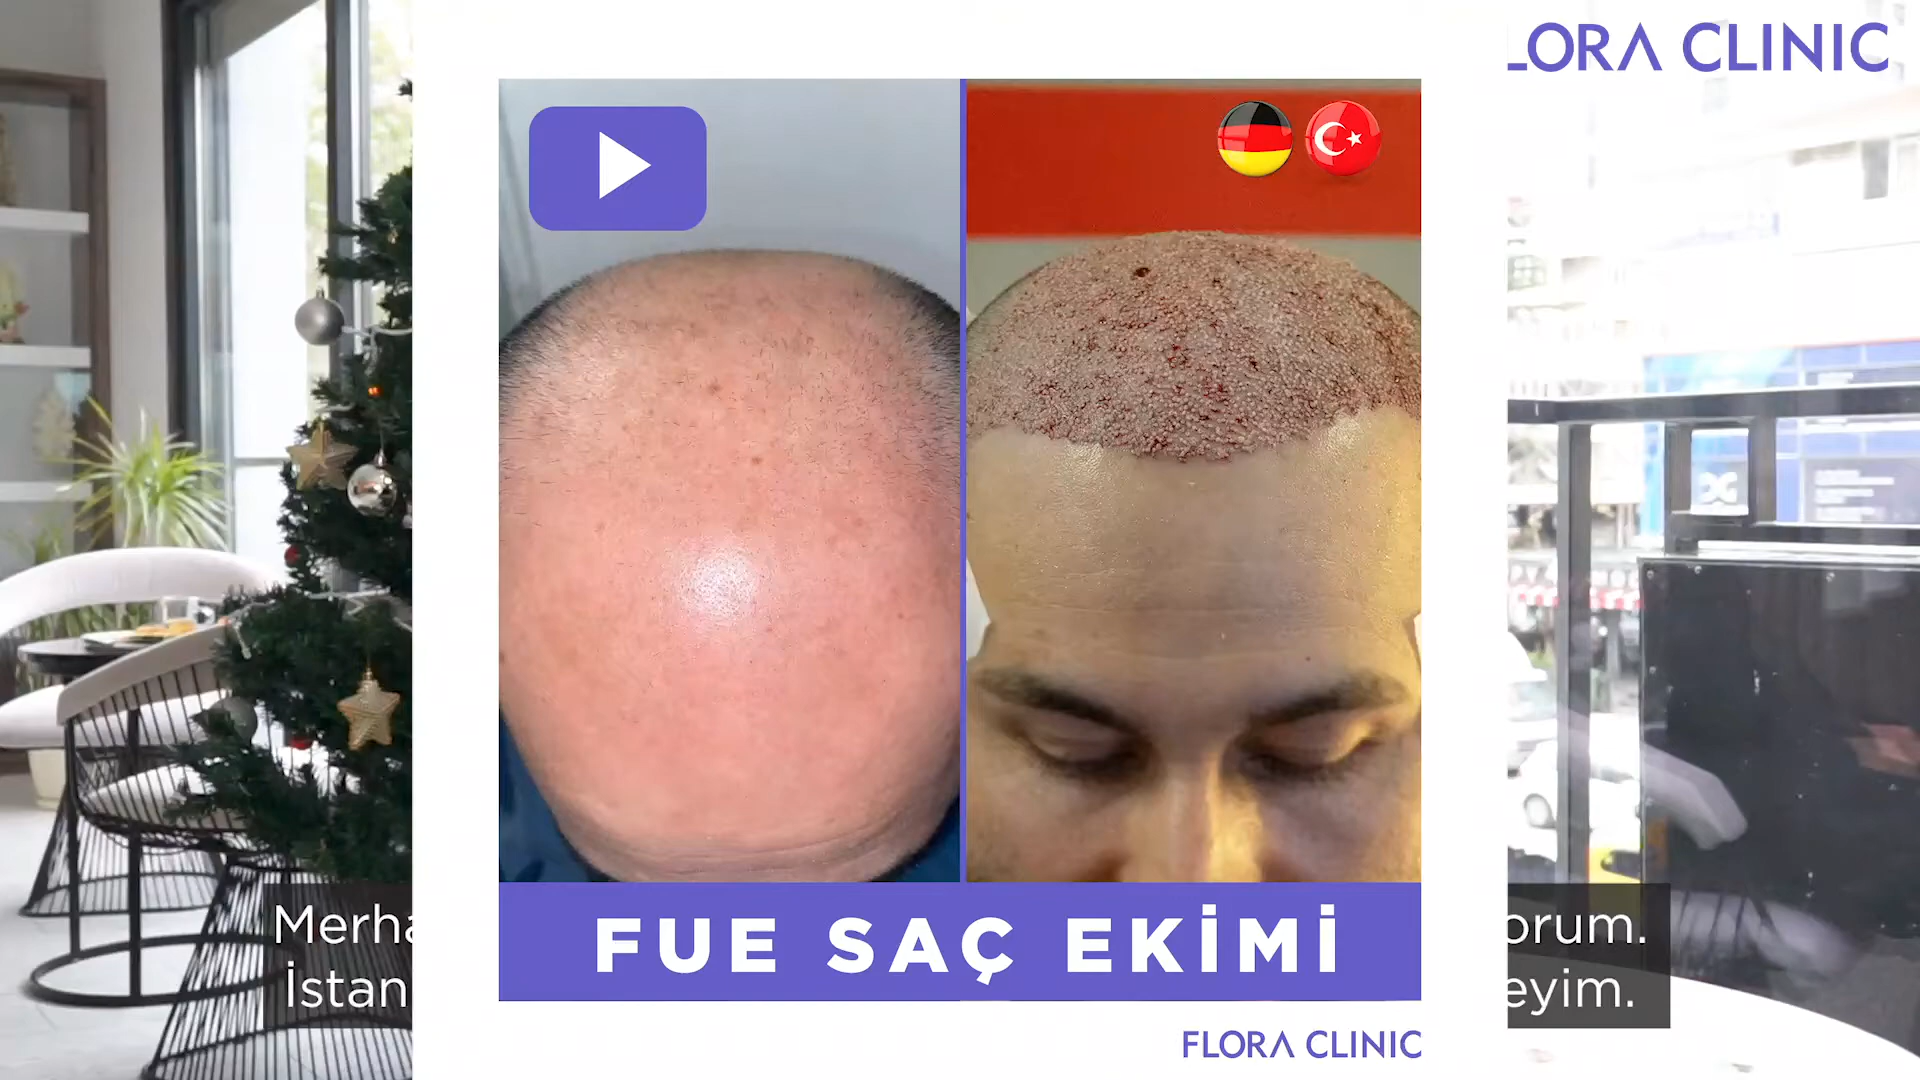 LORA CLINIC
FUE SAÇ EKİMİ
Merha
orum.
İstan
eyim.
FLORA CLINIC